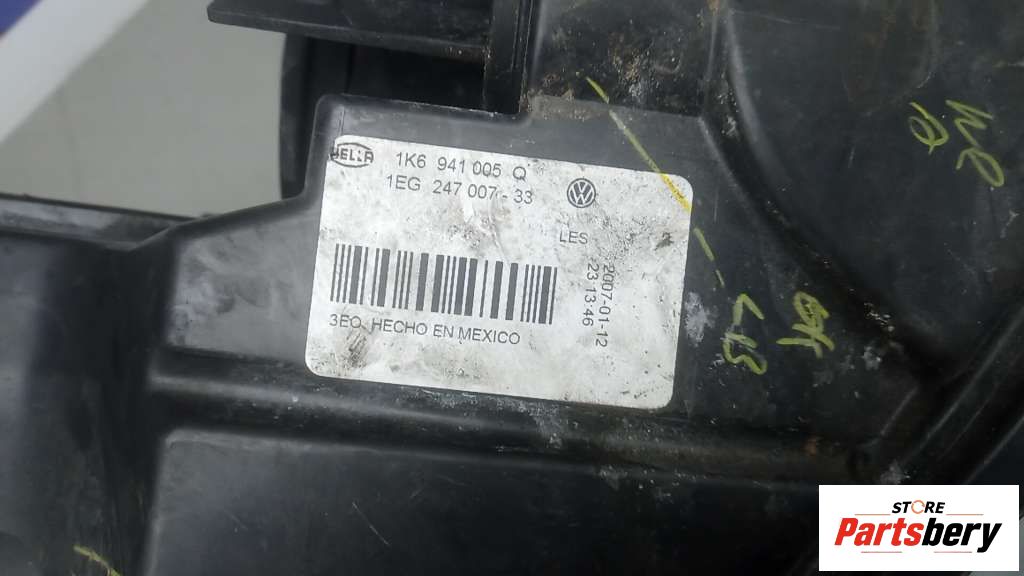 HELLA
1K6 941 005 Q
1EG 247 007-33
LES
2007-01-12
23:13:46
3EO HECHO EN MEXICO
STORE
Partsbery